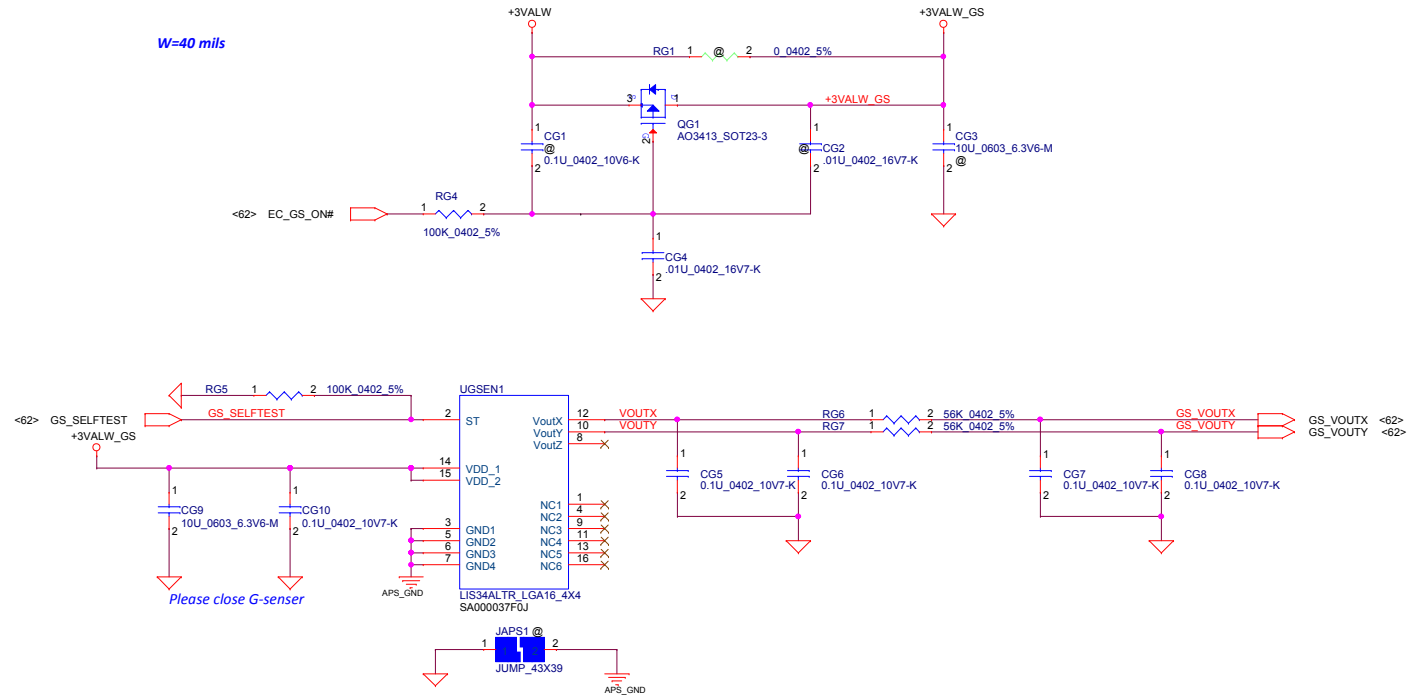 +3VALW
+3VALW_GS
W=40 mils
RG1 1 @ 2 0_0402_5%
3 1 +3VALW_GS
QG1
AO3413_SOT23-3
2
1
CG1
@
0.1U_0402_10V6-K
2
1
@ CG2
.01U_0402_16V7-K
2
1
CG3
10U_0603_6.3V6-M
@
2
RG4
<62> EC_GS_ON# 1 2
100K_0402_5%
1
CG4
.01U_0402_16V7-K
2
RG5 1 2 100K_0402_5%
<62> GS_SELFTEST GS_SELFTEST
+3VALW_GS
UGSEN1
2 ST VoutX 12 VOUTX
VoutY 10 VOUTY
VoutZ 8
14 VDD_1
15 VDD_2
NC1 1
NC2 4
3 GND1 NC3 9
5 GND2 NC4 11
6 GND3 NC5 13
7 GND4 NC6 16
LIS34ALTR_LGA16_4X4
SA000037F0J
RG6 1 2 56K_0402_5% GS_VOUTX GS_VOUTX <62>
RG7 1 2 56K_0402_5% GS_VOUTY GS_VOUTY <62>
1
CG5
0.1U_0402_10V7-K
2
1
CG6
0.1U_0402_10V7-K
2
1
CG7
0.1U_0402_10V7-K
2
1
CG8
0.1U_0402_10V7-K
2
1
CG9
10U_0603_6.3V6-M
2
1
CG10
0.1U_0402_10V7-K
2
APS_GND
Please close G-senser
JAPS1 @
1 1 2 2
JUMP_43X39
APS_GND